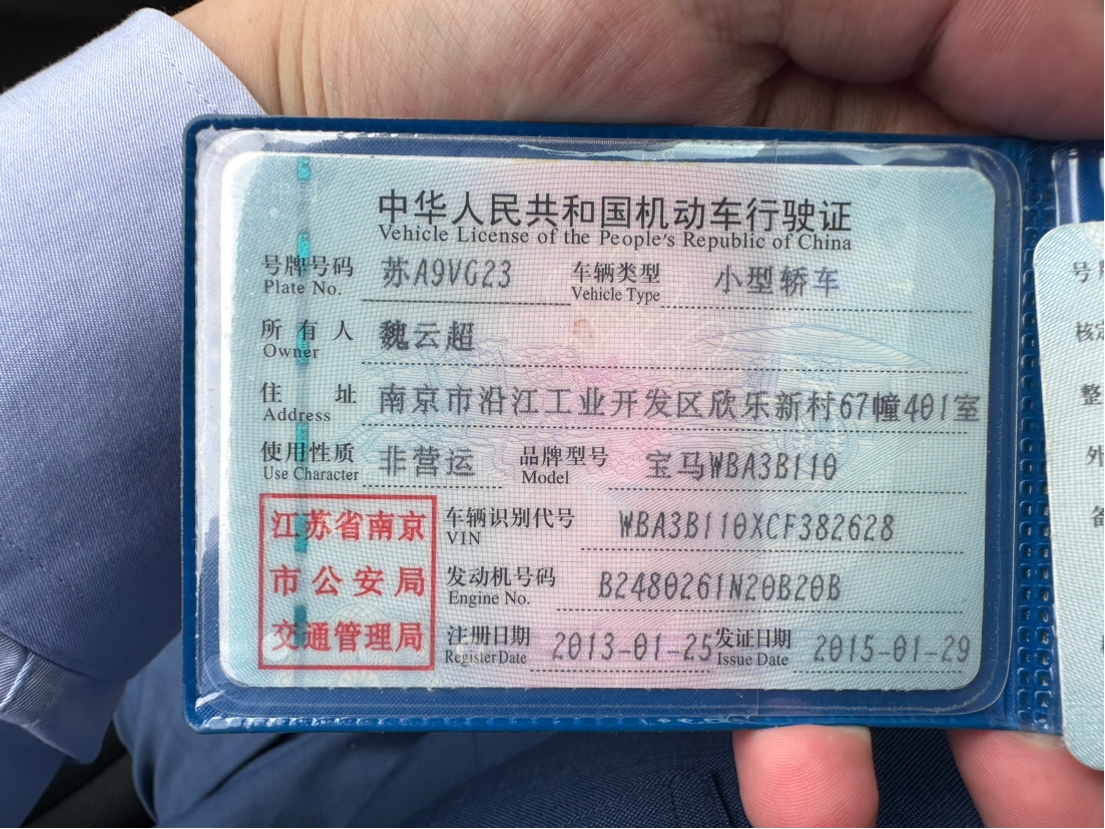 中华人民共和国机动车行驶证
Vehicle License of the People's Republic of China
号牌号码 苏A9VG23 车辆类型 小型轿车
Plate No. Vehicle Type
所有人 魏云超
Owner
住址 南京市沿江工业开发区欣乐新村67幢401室
Address
使用性质 非营运 品牌型号 宝马WBA3B110
Use Character Model
江苏省南京
市公安局
交通管理局
车辆识别代号 WBA3B110XCF382628
VIN
发动机号码 B2480261N20B20B
Engine No.
注册日期 2013-01-25 发证日期 2015-01-29
Register Date Issue Date
号
核定
整
外
备